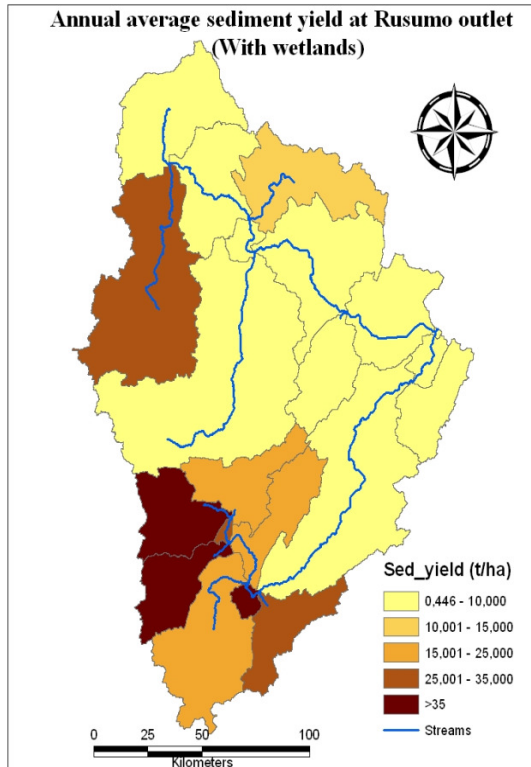 Annual average sediment yield at Rusumo outlet
(With wetlands)
Sed_yield (t/ha)
0,446 - 10,000
10,001 - 15,000
15,001 - 25,000
25,001 - 35,000
>35
Streams
0 25 50 100
Kilometers